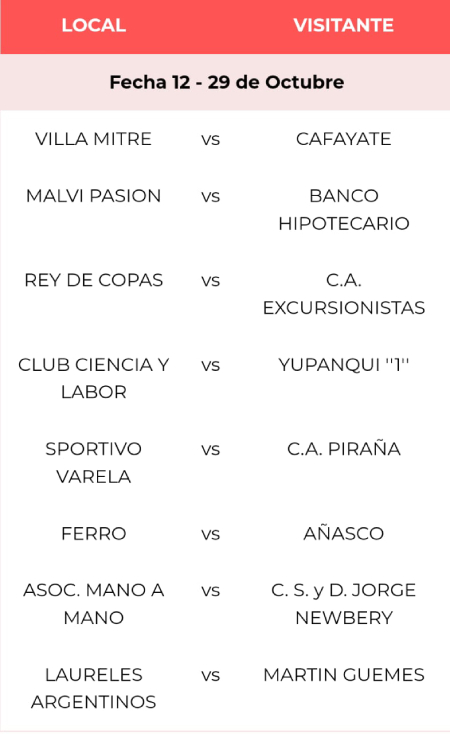 LOCAL VISITANTE
Fecha 12 - 29 de Octubre
VILLA MITRE vs CAFAYATE
MALVI PASION vs BANCO
HIPOTECARIO
REY DE COPAS vs C.A.
EXCURSIONISTAS
CLUB CIENCIA Y vs YUPANQUI ''1''
LABOR
SPORTIVO vs C.A. PIRAÑA
VARELA
FERRO vs AÑASCO
ASOC. MANO A vs C. S. y D. JORGE
MANO NEWBERY
LAURELES vs MARTIN GUEMES
ARGENTINOS